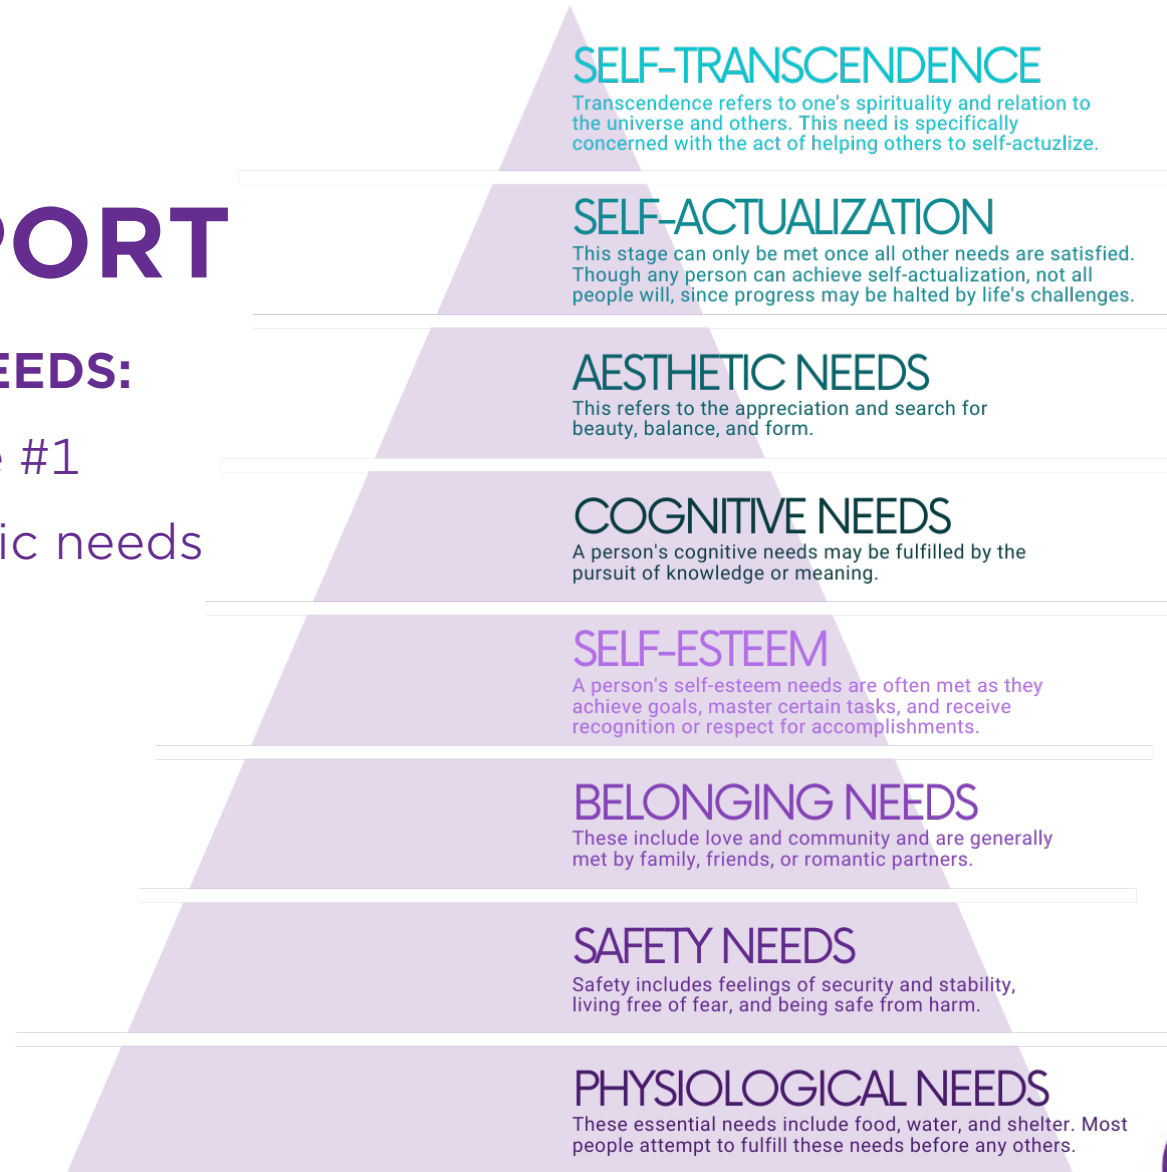 SELF-TRANSCENDENCE
Transcendence refers to one's spirituality and relation to
the universe and others. This need is specifically
concerned with the act of helping others to self-actuzlize.
SELF-ACTUALIZATION
This stage can only be met once all other needs are satisfied.
Though any person can achieve self-actualization, not all
people will, since progress may be halted by life's challenges.
AESTHETIC NEEDS
This refers to the appreciation and search for
beauty, balance, and form.
COGNITIVE NEEDS
A person's cognitive needs may be fulfilled by the
pursuit of knowledge or meaning.
SELF-ESTEEM
A person's self-esteem needs are often met as they
achieve goals, master certain tasks, and receive
recognition or respect for accomplishments.
BELONGING NEEDS
These include love and community and are generally
met by family, friends, or romantic partners.
SAFETY NEEDS
Safety includes feelings of security and stability,
living free of fear, and being safe from harm.
PHYSIOLOGICAL NEEDS
These essential needs include food, water, and shelter. Most
people attempt to fulfill these needs before any others.
ORT
EEDS:
#1
ic needs